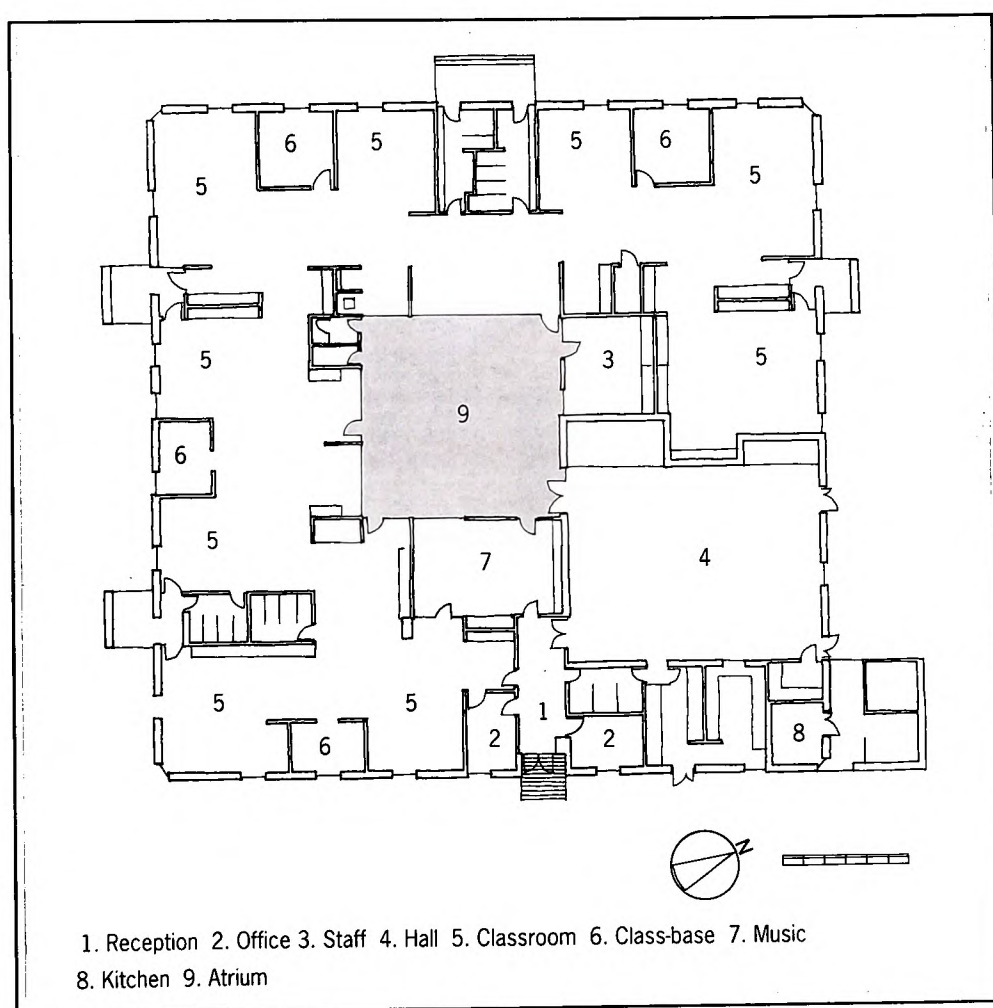 6 5 5 6
5 5
5 3 5
9
6
5 7 4
5 5 1
6 2 2 8
N
1. Reception 2. Office 3. Staff 4. Hall 5. Classroom 6. Class-base 7. Music
8. Kitchen 9. Atrium